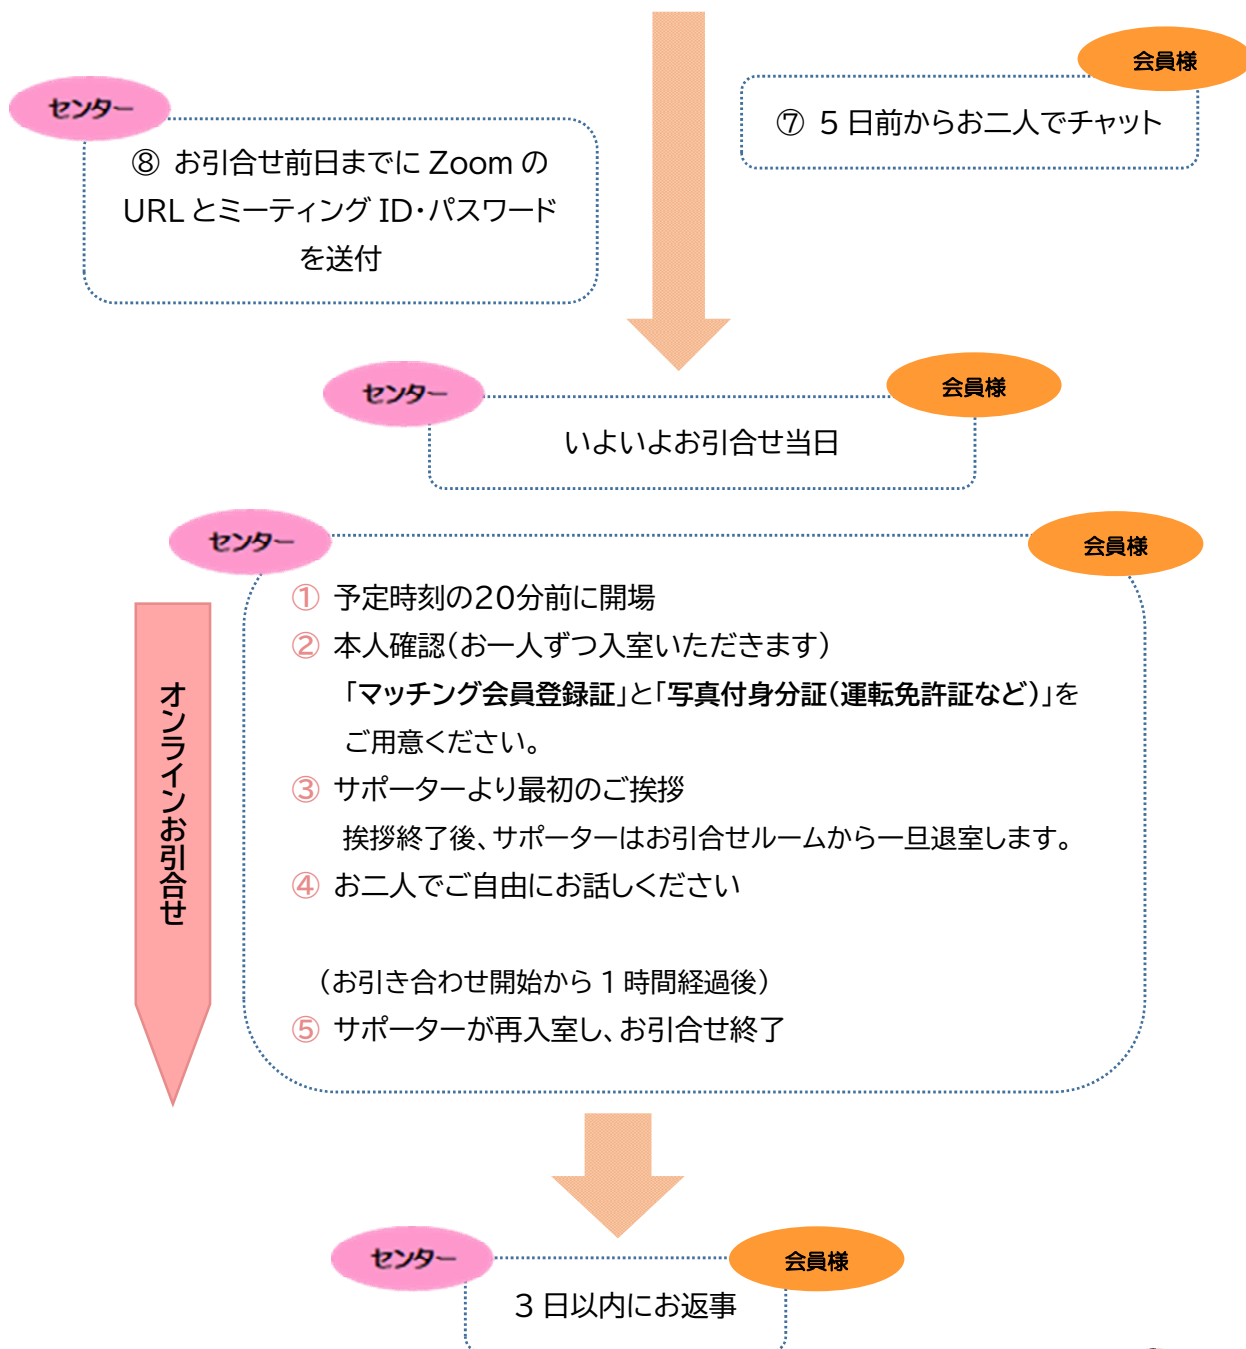 会員様
⑦ 5日前からお二人でチャット
センター
⑧ お引合せ前日までに Zoom の
URL とミーティング ID・パスワード
を送付
センター
会員様
いよいよお引合せ当日
センター
会員様
オンラインお引合せ
① 予定時刻の20分前に開場
② 本人確認（お一人ずつ入室いただきます）
「マッチング会員登録証」と「写真付身分証（運転免許証など）」を
ご用意ください。
③ サポーターより最初のご挨拶
挨拶終了後、サポーターはお引合せルームから一旦退室します。
④ お二人でご自由にお話しください
（お引き合わせ開始から 1 時間経過後）
⑤ サポーターが再入室し、お引合せ終了
センター
会員様
3 日以内にお返事